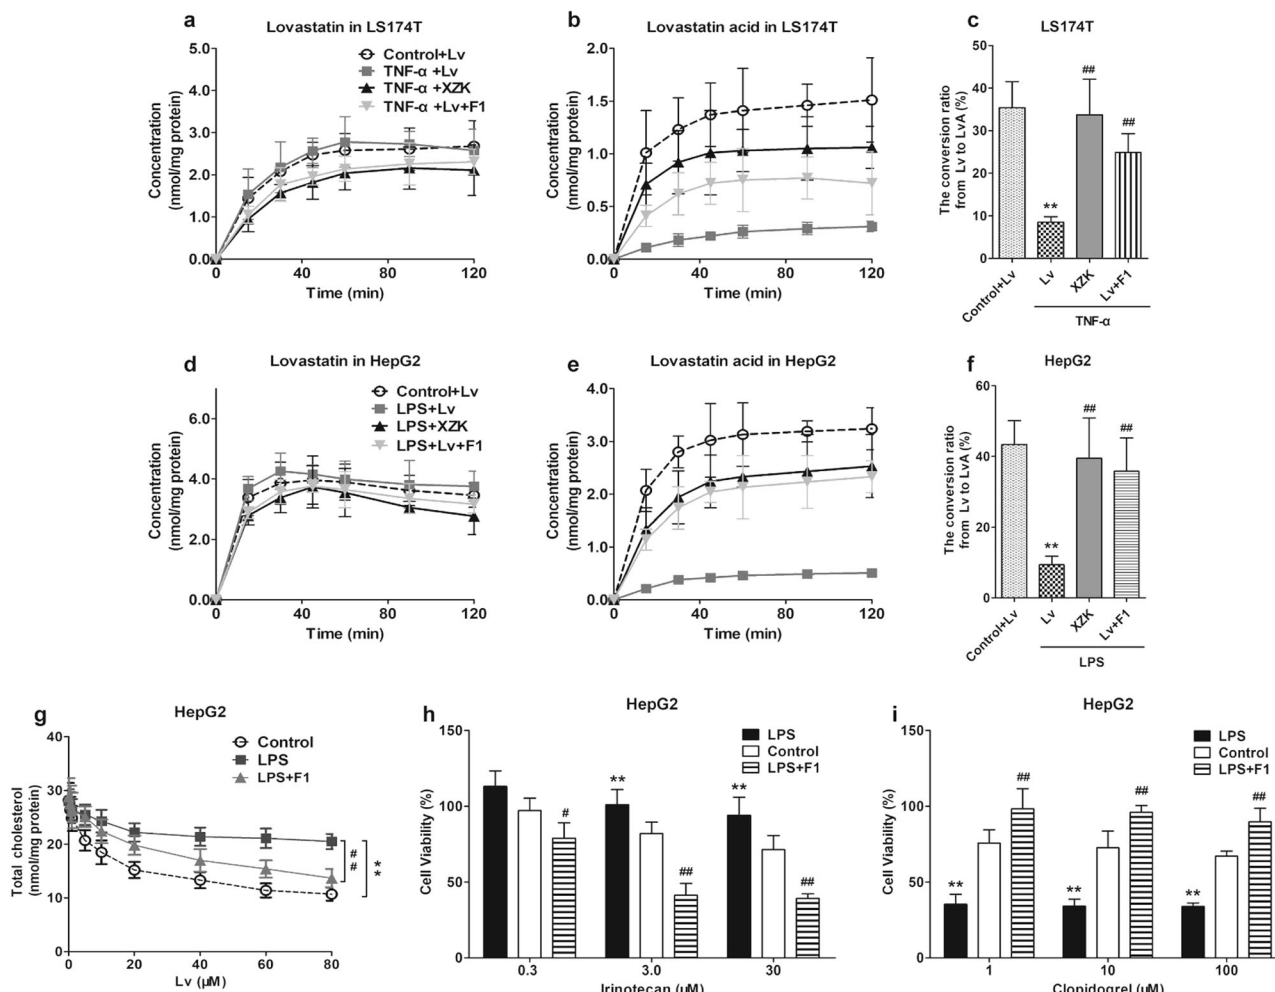 a
Lovastatin in LS174T
5.0
4.0
3.0
2.0
1.0
0.0
Concentration
(nmol/mg protein)
Control+Lv
TNF-α +Lv
TNF-α +XZK
TNF-α +Lv+F1
0
40
80
120
Time (min)
b
Lovastatin acid in LS174T
2.0
1.5
1.0
0.5
0.0
Concentration
(nmol/mg protein)
0
40
80
120
Time (min)
c
LS174T
50
40
30
20
10
0
The conversion ratio
from Lv to LvA (%)
**
##
##
Control+Lv
Lv
XZK
Lv+F1
TNF-α
d
Lovastatin in HepG2
6.0
4.0
2.0
0.0
Concentration
(nmol/mg protein)
Control+Lv
LPS+Lv
LPS+XZK
LPS+Lv+F1
0
40
80
120
Time (min)
e
Lovastatin acid in HepG2
4.0
3.0
2.0
1.0
0.0
Concentration
(nmol/mg protein)
0
40
80
120
Time (min)
f
HepG2
60
40
20
0
The conversion ratio
from Lv to LvA (%)
**
##
##
Control+Lv
Lv
XZK
Lv+F1
LPS
g
HepG2
40
30
20
10
0
Total cholesterol
(nmol/mg protein)
Control
LPS
LPS+F1
##
**
0
20
40
60
80
Lv (μM)
h
HepG2
150
100
50
0
Cell Viability (%)
LPS
Control
LPS+F1
#
**
##
**
##
0.3
3.0
30
Irinotecan (μM)
i
HepG2
150
100
50
0
Cell Viability (%)
LPS
Control
LPS+F1
**
##
**
##
**
##
1
10
100
Clopidogrel (μM)